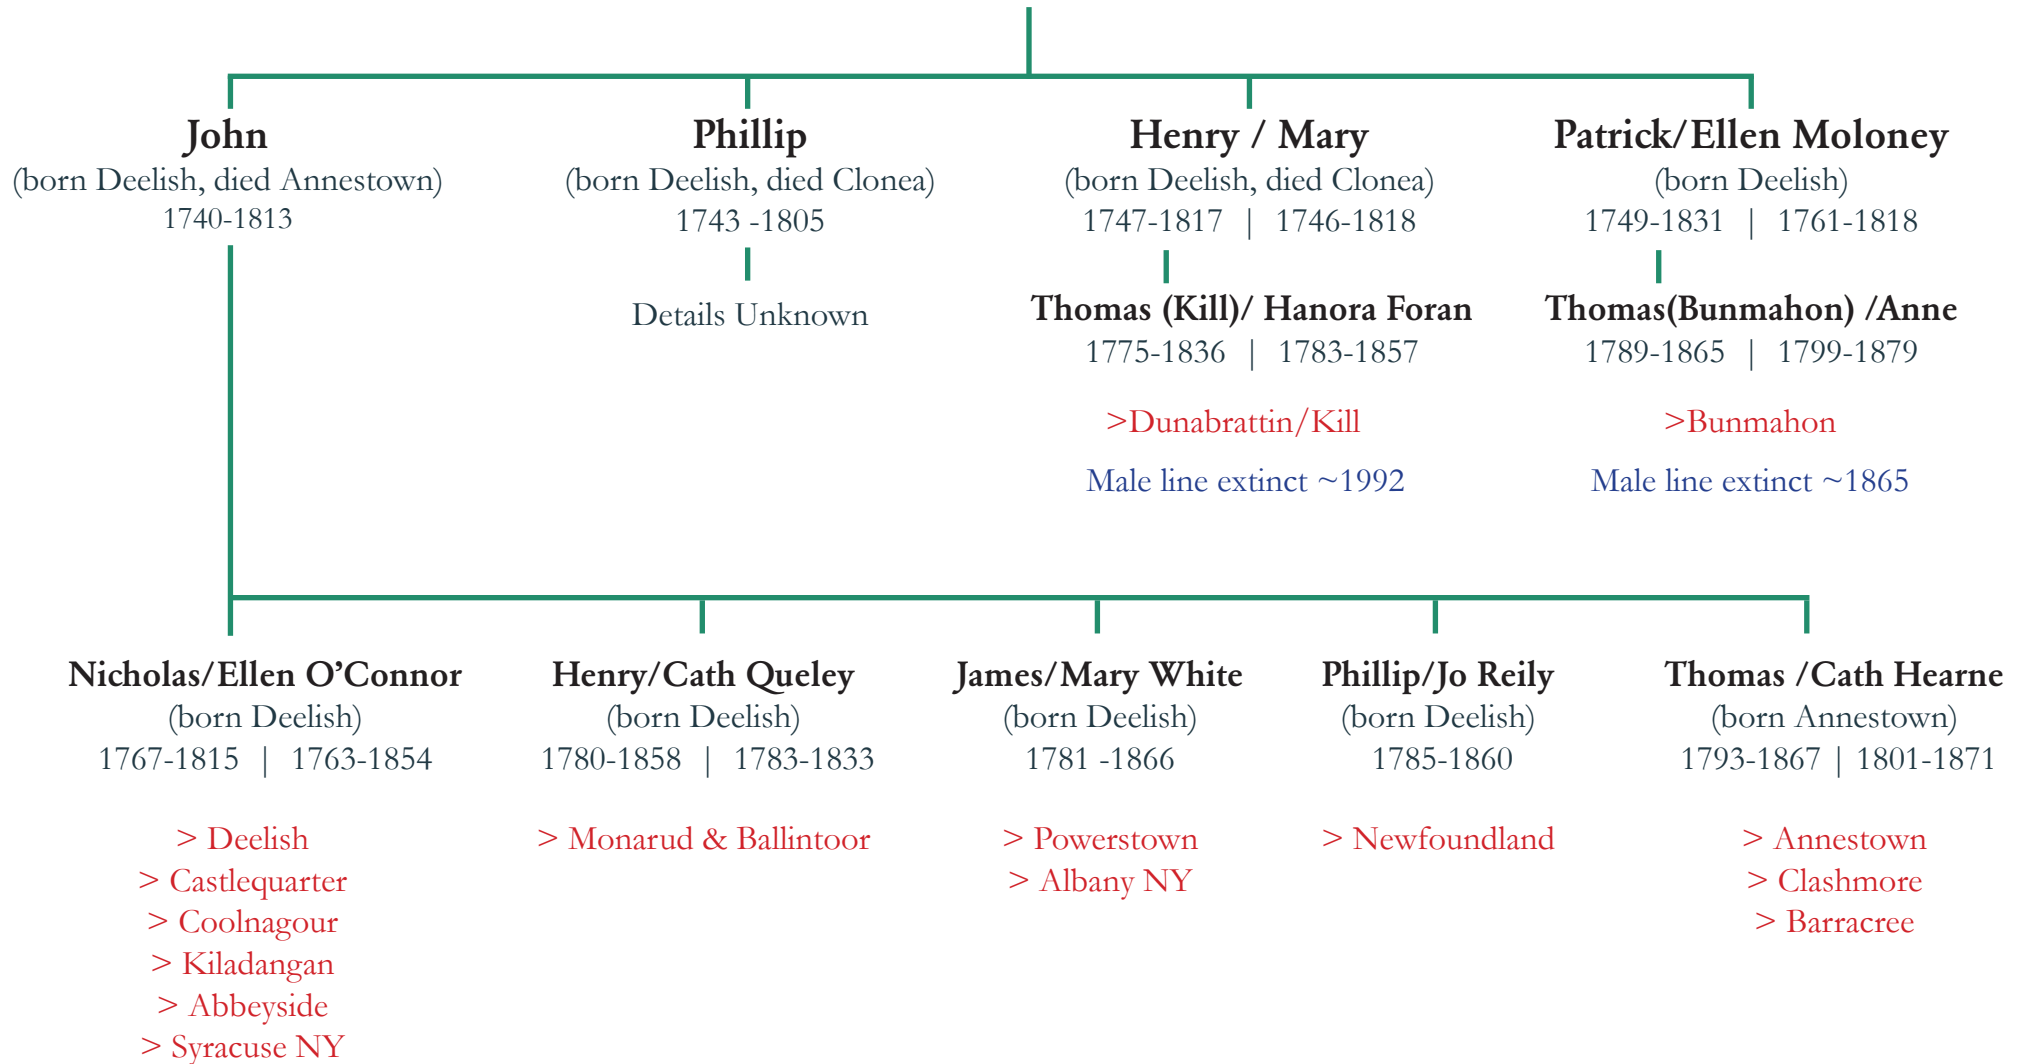 John
(born Deelish, died Annestown)
1740-1813
Phillip
(born Deelish, died Clonea)
1743 -1805
Details Unknown
Henry / Mary
(born Deelish, died Clonea)
1747-1817 | 1746-1818
Thomas (Kill)/ Hanora Foran
1775-1836 | 1783-1857
>Dunabrattin/Kill
Male line extinct ~1992
Patrick/Ellen Moloney
(born Deelish)
1749-1831 | 1761-1818
Thomas(Bunmahon) /Anne
1789-1865 | 1799-1879
>Bunmahon
Male line extinct ~1865
Nicholas/Ellen O’Connor
(born Deelish)
1767-1815 | 1763-1854
> Deelish
> Castlequarter
> Coolnagour
> Kiladangan
> Abbeyside
> Syracuse NY
Henry/Cath Queley
(born Deelish)
1780-1858 | 1783-1833
> Monarud & Ballintoor
James/Mary White
(born Deelish)
1781 -1866
> Powerstown
> Albany NY
Phillip/Jo Reily
(born Deelish)
1785-1860
> Newfoundland
Thomas /Cath Hearne
(born Annestown)
1793-1867 | 1801-1871
> Annestown
> Clashmore
> Barracree